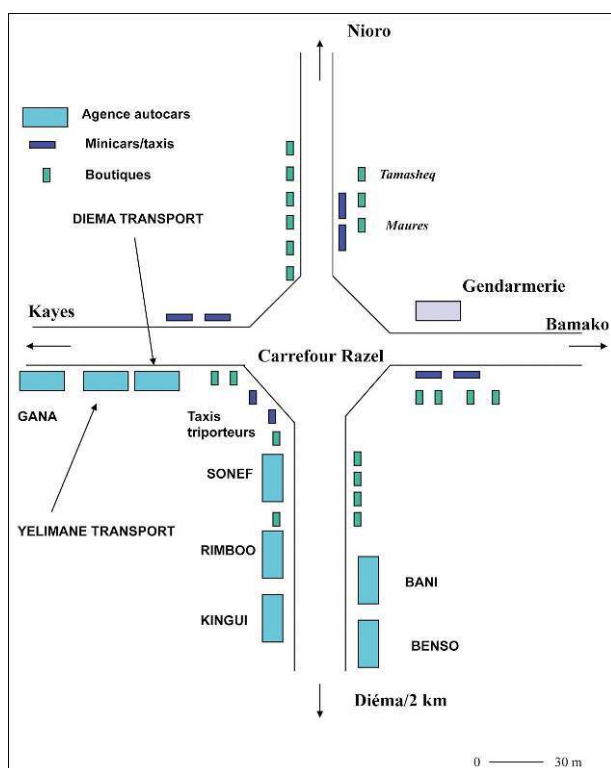 Nioro
Agence autocars
Minicars/taxis
Boutiques
Tamasheq
DIEMA TRANSPORT
Maures
Gendarmerie
Kayes
Bamako
Carrefour Razel
GANA
Taxis
triporteurs
SONEF
YELIMANE TRANSPORT
RIMBOO
BANI
KINGUI
BENSO
Diéma/2 km
0 30 m